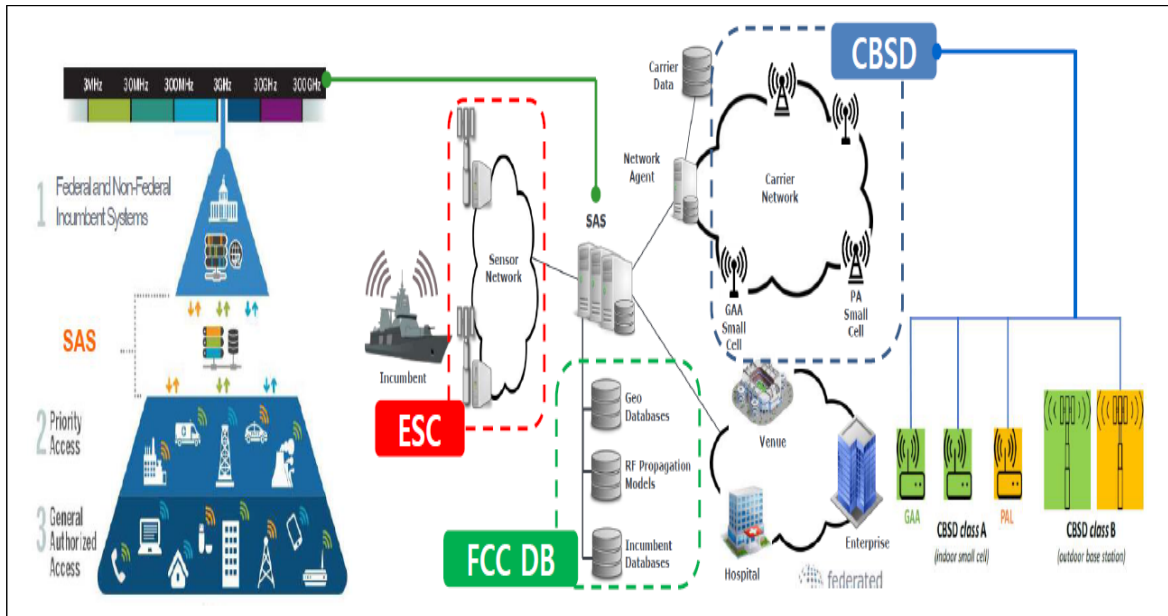 3MHz 30MHz 300MHz 3GHz 30GHz 300GHz
1 Federal and Non-Federal
Incumbent Systems
SAS
2 Priority
Access
3 General
Authorized
Access
Incumbent
ESC
Sensor
Network
SAS
FCC DB
Geo
Databases
RF Propagation
Models
Incumbent
Databases
Carrier
Data
Network
Agent
CBSD
Carrier
Network
GAA
Small
Cell
PA
Small
Cell
Venue
Hospital
Enterprise
federated
GAA
CBSD class A
(indoor small cell)
PAL
CBSD class B
(outdoor base station)